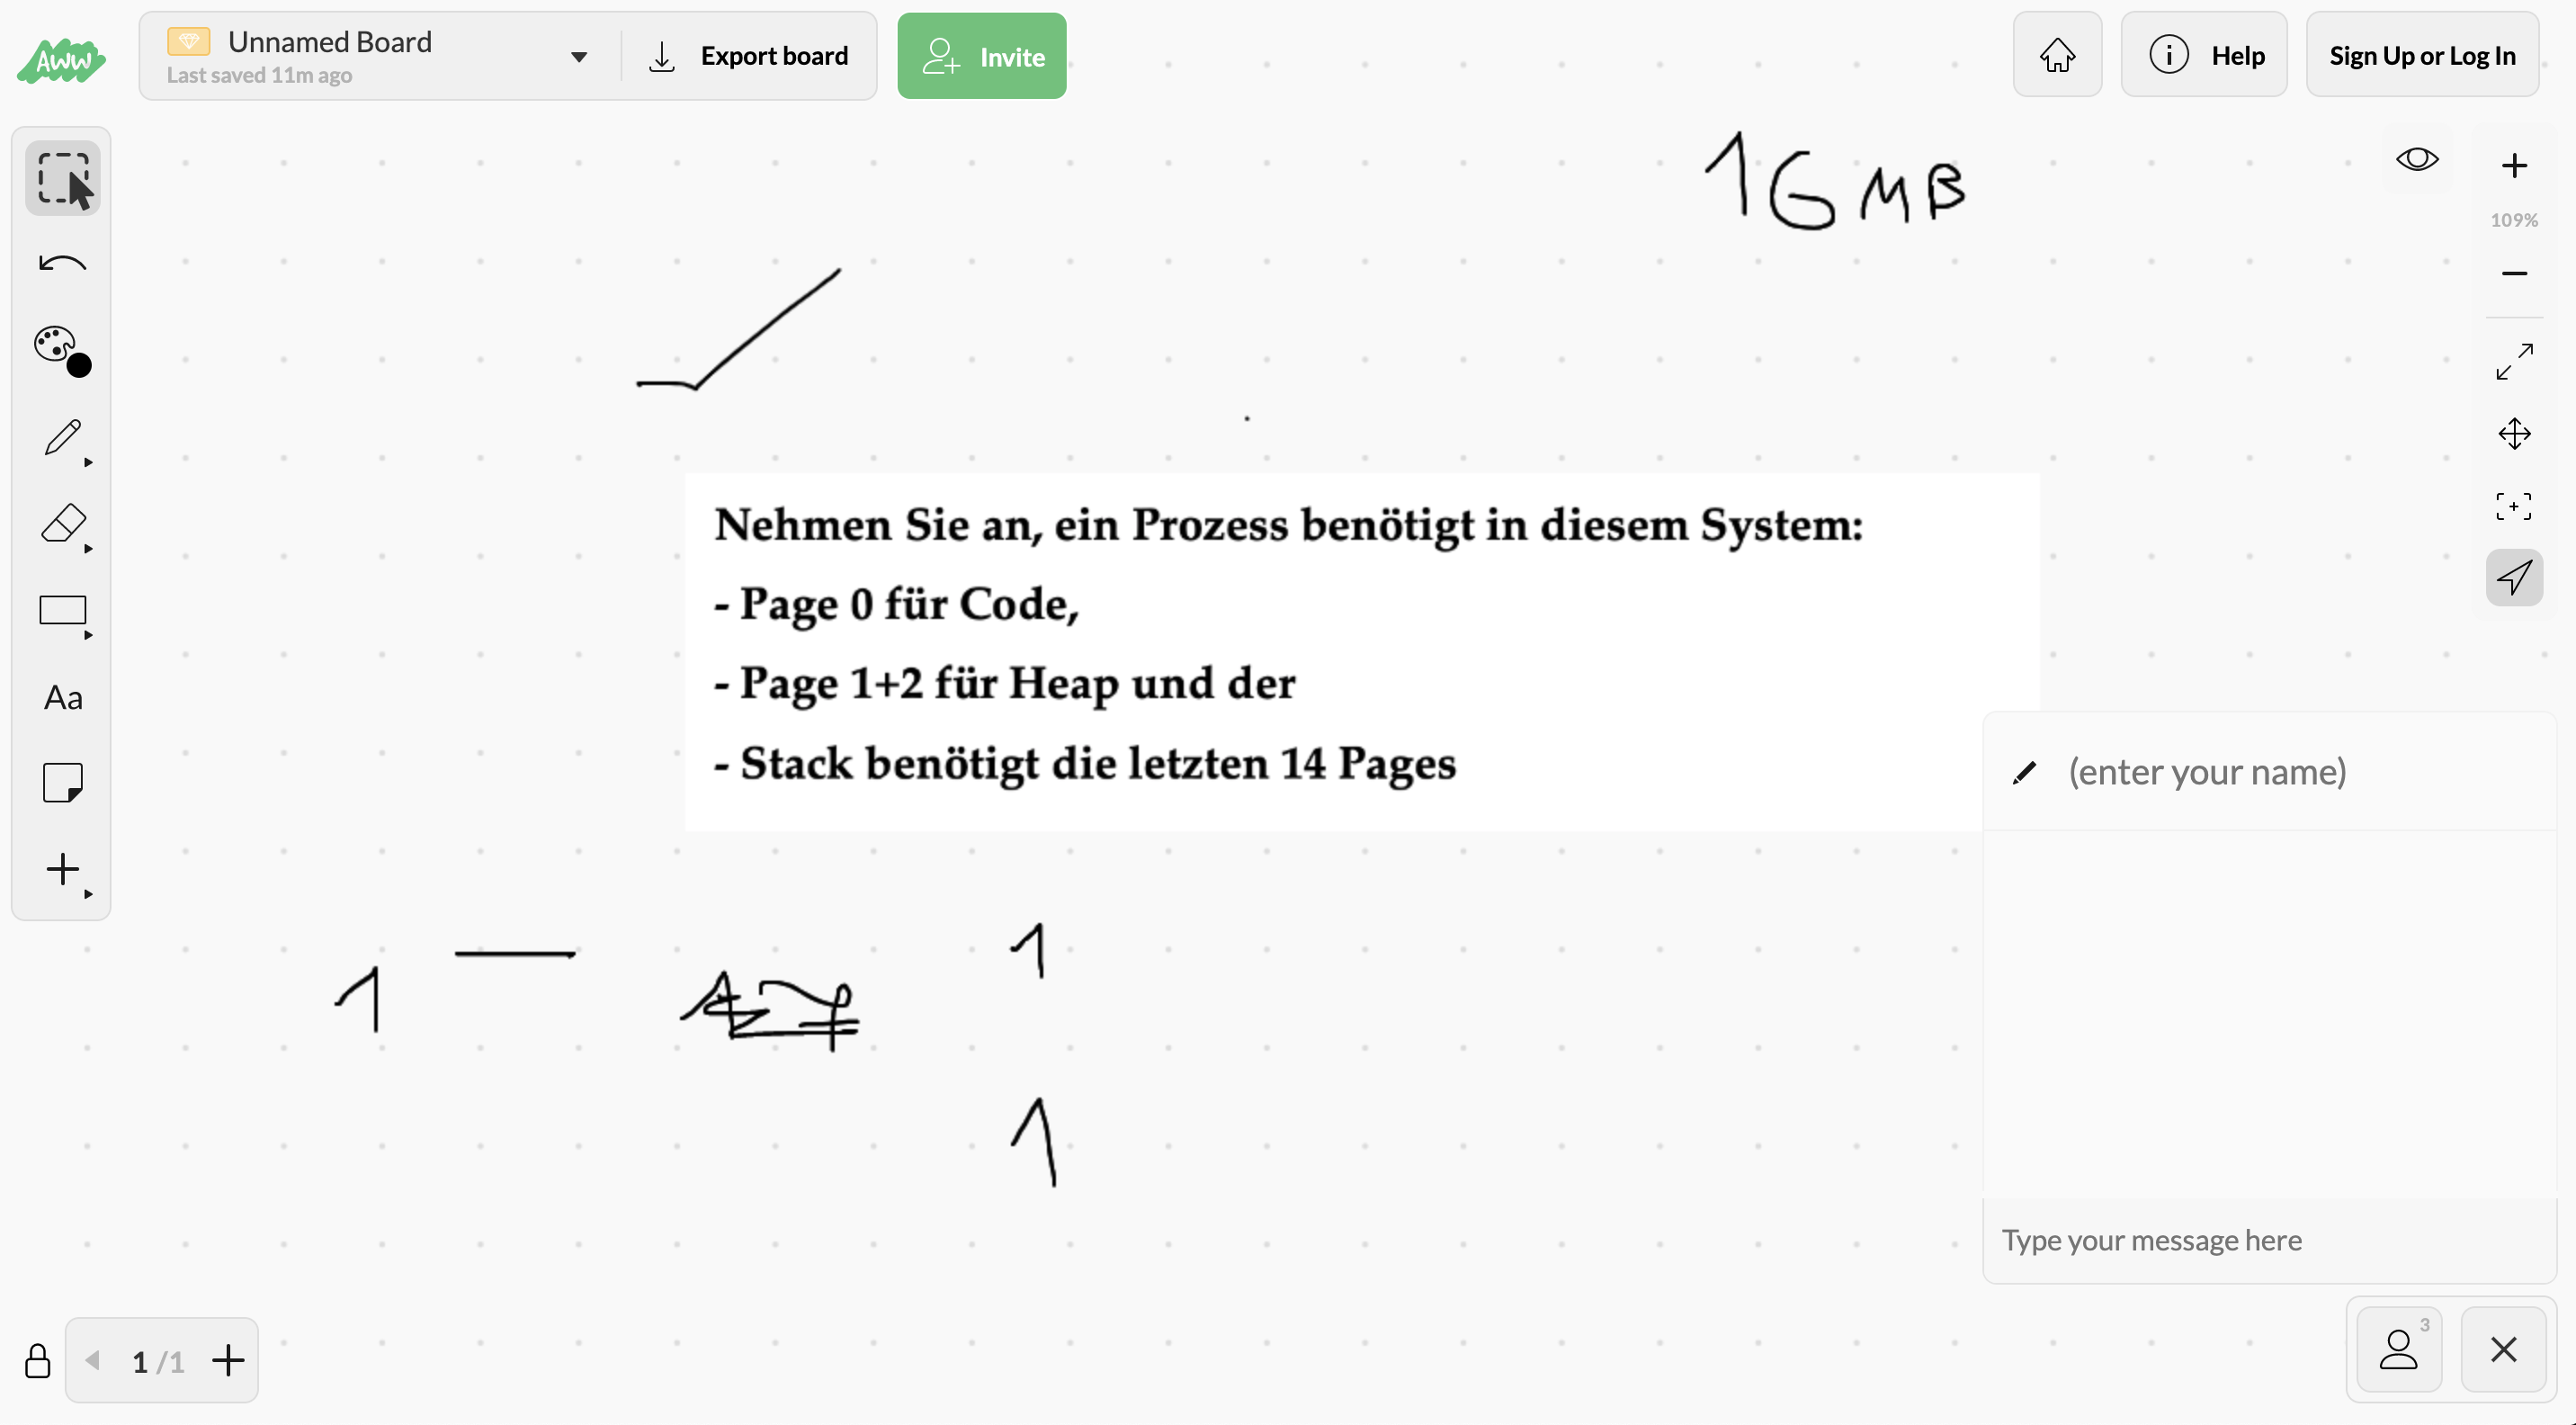 AWW
Unnamed Board
Last saved 11m ago
Export board
Invite
Help
Sign Up or Log In
109%
16 MB
Nehmen Sie an, ein Prozess benötigt in diesem System:
- Page 0 für Code,
- Page 1+2 für Heap und der
- Stack benötigt die letzten 14 Pages
Aa
(enter your name)
1
1
1
Type your message here
1 /1
3